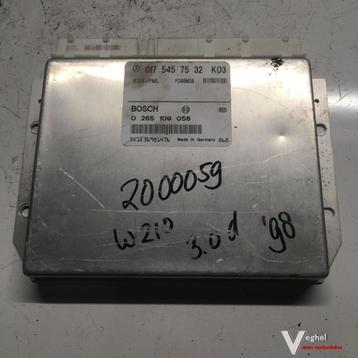 017 545 75 32 K03
BOSCH
0 265 109 056
Made in Germany
2000059
W210
3.0d '98
Veghel